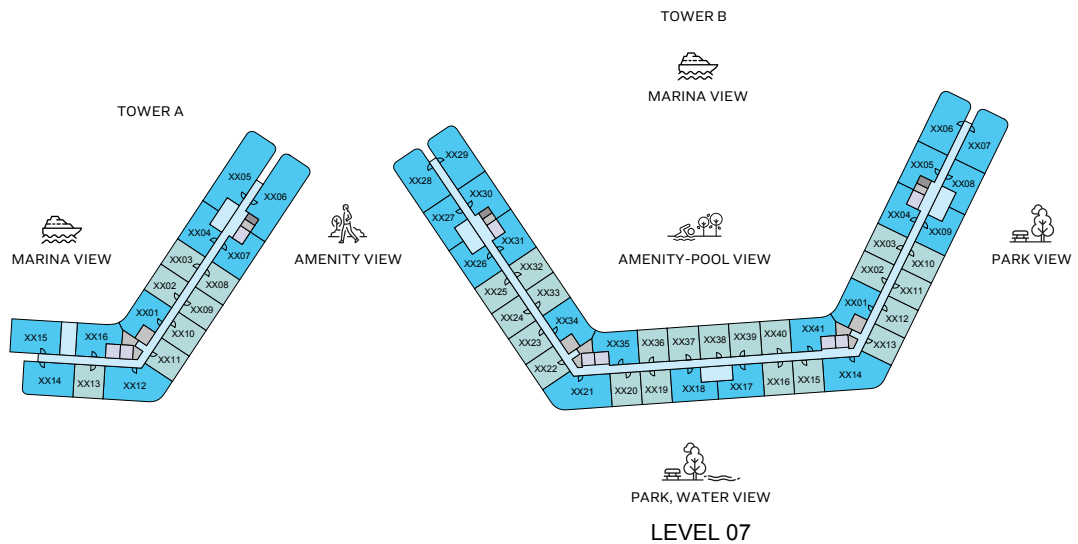 TOWER B
MARINA VIEW
TOWER A
XX05
XX06
XX04
XX07
XX03
XX08
XX02
XX09
XX01
XX10
XX11
XX16
XX15
XX14
XX13
XX12
MARINA VIEW
AMENITY VIEW
XX29
XX28
XX30
XX27
XX31
XX26
XX32
XX25
XX33
XX24
XX34
XX23
XX22
XX21
XX35
XX36
XX37
XX38
XX39
XX40
XX41
XX20
XX19
XX18
XX17
XX16
XX15
XX14
XX06
XX07
XX05
XX08
XX04
XX09
XX03
XX10
XX02
XX11
XX01
XX12
XX13
AMENITY-POOL VIEW
PARK VIEW
PARK, WATER VIEW
LEVEL 07